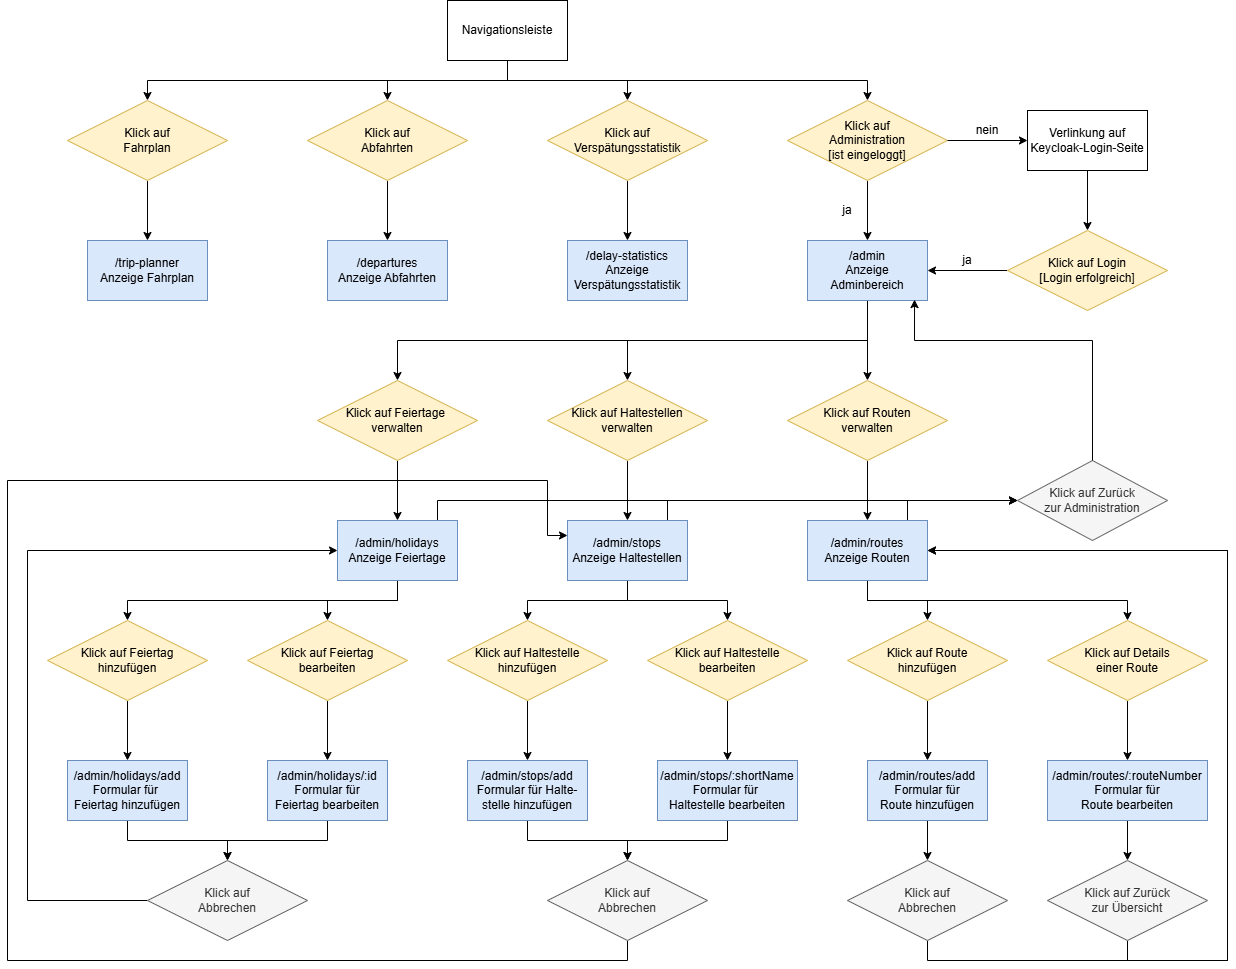 Navigationsleiste
Klick auf
Fahrplan
Klick auf
Abfahrten
Klick auf
Verspätungsstatistik
Klick auf
Administration
[ist eingeloggt]
nein
Verlinkung auf
Keycloak-Login-Seite
ja
/trip-planner
Anzeige Fahrplan
/departures
Anzeige Abfahrten
/delay-statistics
Anzeige
Verspätungsstatistik
/admin
Anzeige
Adminbereich
ja
Klick auf Login
[Login erfolgreich]
Klick auf Feiertage
verwalten
Klick auf Haltestellen
verwalten
Klick auf Routen
verwalten
Klick auf Zurück
zur Administration
/admin/holidays
Anzeige Feiertage
/admin/stops
Anzeige Haltestellen
/admin/routes
Anzeige Routen
Klick auf Feiertag
hinzufügen
Klick auf Feiertag
bearbeiten
Klick auf Haltestelle
hinzufügen
Klick auf Haltestelle
bearbeiten
Klick auf Route
hinzufügen
Klick auf Details
einer Route
/admin/holidays/add
Formular für
Feiertag hinzufügen
/admin/holidays/:id
Formular für
Feiertag bearbeiten
/admin/stops/add
Formular für Halte-
stelle hinzufügen
/admin/stops/:shortName
Formular für
Haltestelle bearbeiten
/admin/routes/add
Formular für
Route hinzufügen
/admin/routes/:routeNumber
Formular für
Route bearbeiten
Klick auf
Abbrechen
Klick auf
Abbrechen
Klick auf
Abbrechen
Klick auf Zurück
zur Übersicht